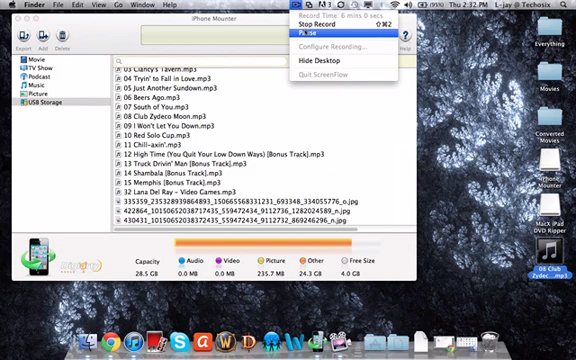 Finder File Edit View Go Window Help
(95%) Thu 2:32 PM L-jay @ Techosix
iPhone Mounter
Record Time: 6 mins 0 secs
Stop Record ⇧⌘2
Pause
Configure Recording...
Hide Desktop
Quit ScreenFlow
Export Add Delete
Movie
TV Show
Podcast
Music
Picture
USB Storage
03 Clancy's Tavern.mp3
04 Tryin' to Fall in Love.mp3
05 Just Another Sundown.mp3
06 Beers Ago.mp3
07 South of You.mp3
08 Club Zydeco Moon.mp3
09 I Won't Let You Down.mp3
10 Red Solo Cup.mp3
11 Chill-axin'.mp3
12 High Time (You Quit Your Low Down Ways) [Bonus Track].mp3
13 Truck Drivin' Man [Bonus Track].mp3
14 Shambala [Bonus Track].mp3
15 Memphis [Bonus Track].mp3
32 Lana Del Ray - Video Games.mp3
335359_232838939864893_150665568331231_693348_334055776_o.jpg
422864_10150652038717435_559472434_9112736_1282024589_n.jpg
430431_10150652038772435_559472434_9112732_869246296_n.jpg
Capacity Audio Video Picture Other Free Size
28.5 GB 0.0 MB 0.0 MB 235.7 MB 24.3 GB 4.0 GB
Everything
Movies
Converted
Movies
iPhone
Mounter
MacX iPad
DVD Ripper
08 Club
Zydec...mp3